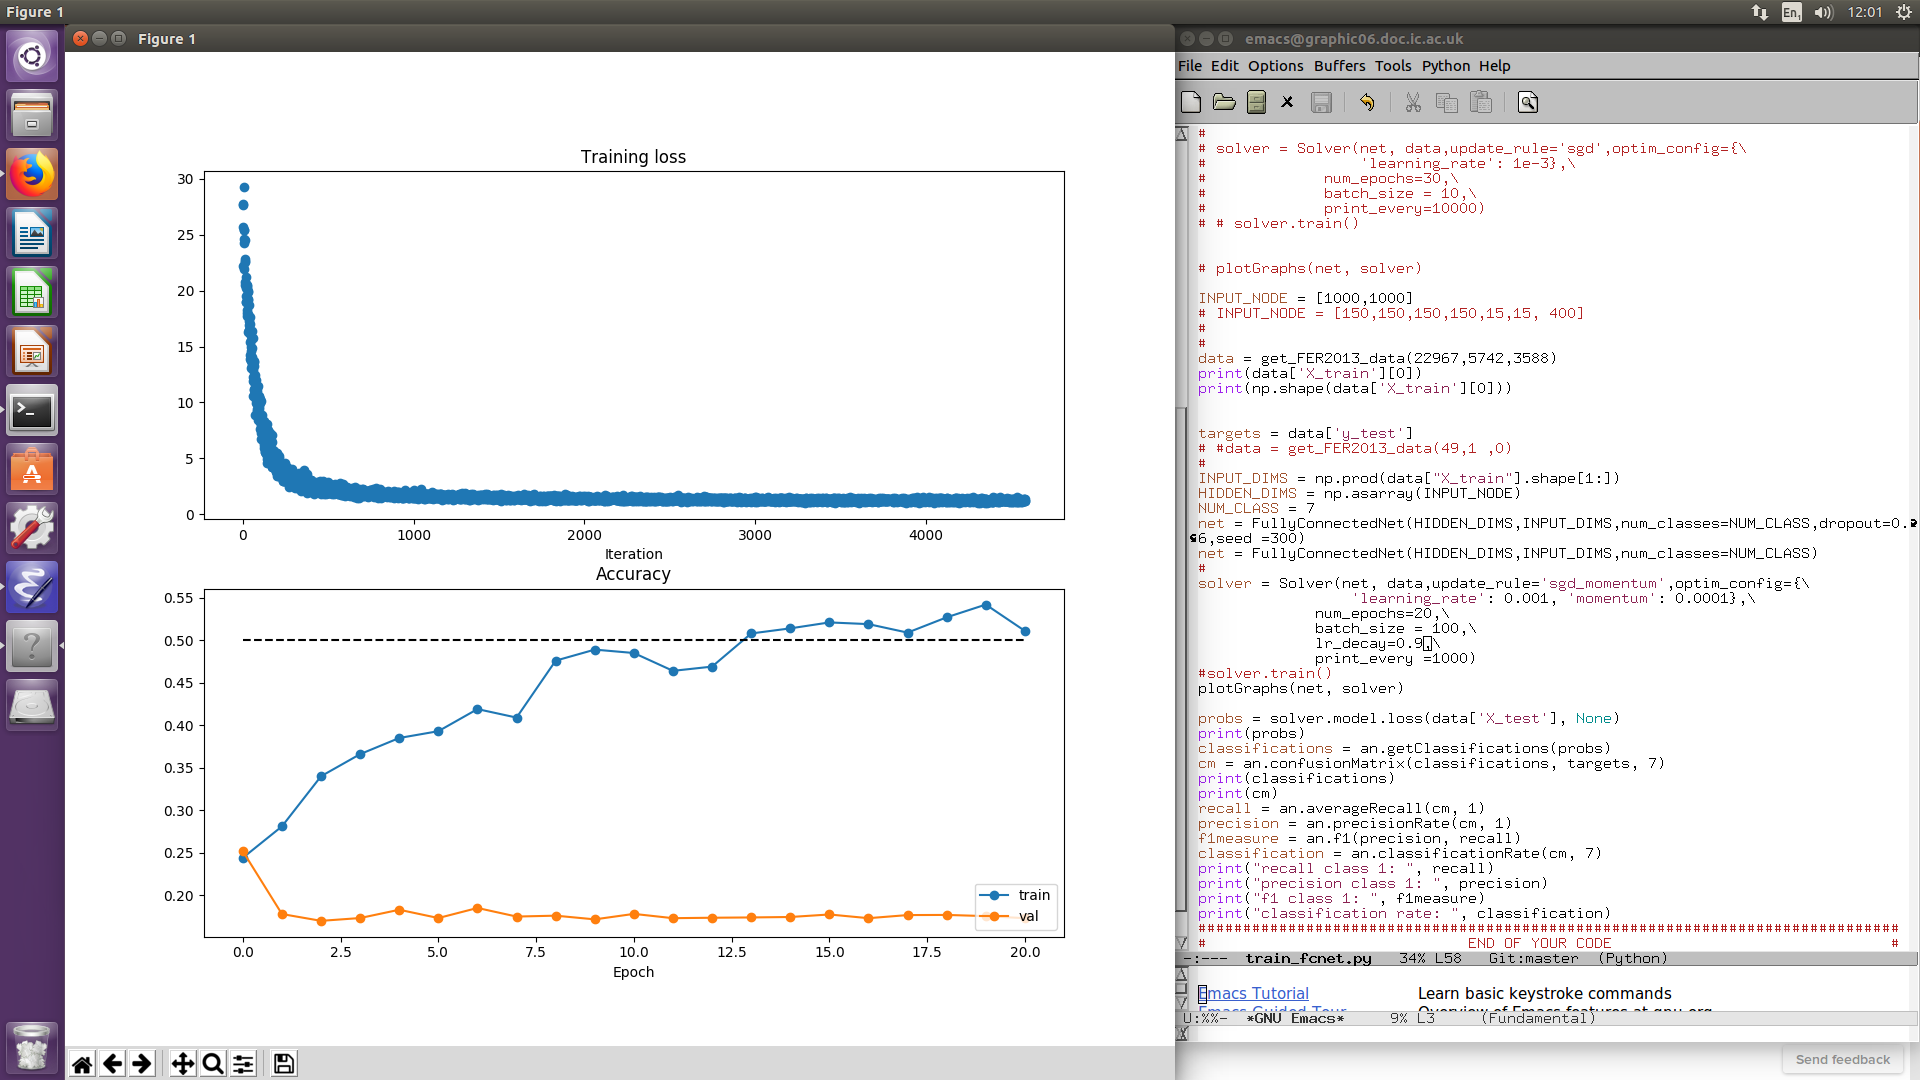 Figure 1
En1
12:01
Figure 1
Training loss
30
25
20
15
10
5
0
0 1000 2000 3000 4000
Iteration
Accuracy
0.55
0.50
0.45
0.40
0.35
0.30
0.25
0.20
train
val
0.0 2.5 5.0 7.5 10.0 12.5 15.0 17.5 20.0
Epoch
emacs@graphic06.doc.ic.ac.uk
File Edit Options Buffers Tools Python Help
#
# solver = Solver(net, data,update_rule='sgd',optim_config={\
# 'learning_rate': 1e-3},\
# num_epochs=30,\
# batch_size = 10,\
# print_every=10000)
# # solver.train()
# plotGraphs(net, solver)
INPUT_NODE = [1000,1000]
# INPUT_NODE = [150,150,150,150,15,15, 400]
#
#
data = get_FER2013_data(22967,5742,3588)
print(data['X_train'][0])
print(np.shape(data['X_train'][0]))
targets = data['y_test']
# #data = get_FER2013_data(49,1 ,0)
#
INPUT_DIMS = np.prod(data["X_train"].shape[1:])
HIDDEN_DIMS = np.asarray(INPUT_NODE)
NUM_CLASS = 7
net = FullyConnectedNet(HIDDEN_DIMS,INPUT_DIMS,num_classes=NUM_CLASS,dropout=0.
6,seed =300)
net = FullyConnectedNet(HIDDEN_DIMS,INPUT_DIMS,num_classes=NUM_CLASS)
#
solver = Solver(net, data,update_rule='sgd_momentum',optim_config={\
'learning_rate': 0.001, 'momentum': 0.0001},\
num_epochs=20,\
batch_size = 100,\
lr_decay=0.9,\
print_every =1000)
#solver.train()
plotGraphs(net, solver)
probs = solver.model.loss(data['X_test'], None)
print(probs)
classifications = an.getClassifications(probs)
cm = an.confusionMatrix(classifications, targets, 7)
print(classifications)
print(cm)
recall = an.averageRecall(cm, 1)
precision = an.precisionRate(cm, 1)
f1measure = an.f1(precision, recall)
classification = an.classificationRate(cm, 7)
print("recall class 1: ", recall)
print("precision class 1: ", precision)
print("f1 class 1: ", f1measure)
print("classification rate: ", classification)
##############################################################################
# END OF YOUR CODE #
-:--- train_fcnet.py 34% L58 Git:master (Python)
Emacs Tutorial Learn basic keystroke commands
Emacs Guided Tour Overview of Emacs features at gnu.org
U:%%- *GNU Emacs* 9% L3 (Fundamental)
Send feedback